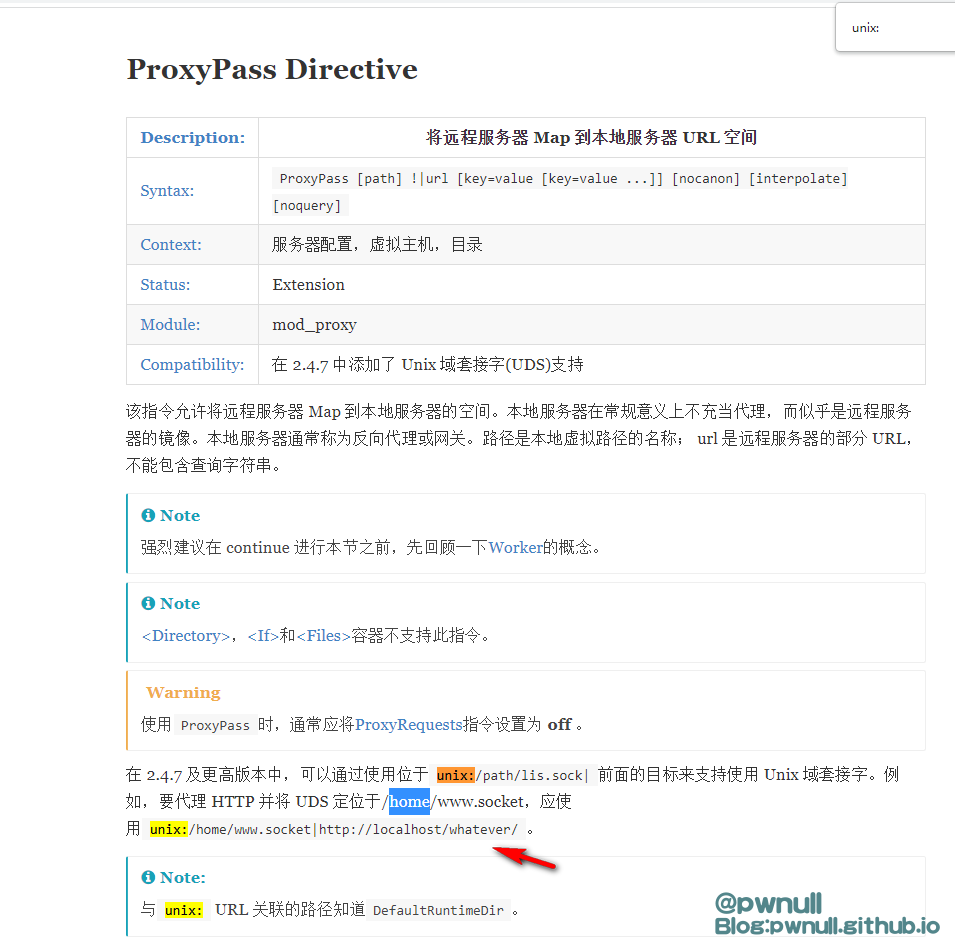 unix:
ProxyPass Directive
Description: 将远程服务器 Map 到本地服务器 URL 空间
Syntax: ProxyPass [path] !|url [key=value [key=value ...]] [nocanon] [interpolate]
[noquery]
Context: 服务器配置，虚拟主机，目录
Status: Extension
Module: mod_proxy
Compatibility: 在 2.4.7 中添加了 Unix 域套接字(UDS)支持
该指令允许将远程服务器 Map 到本地服务器的空间。本地服务器在常规意义上不充当代理，而似乎是远程服务
器的镜像。本地服务器通常称为反向代理或网关。路径是本地虚拟路径的名称； url 是远程服务器的部分 URL，
不能包含查询字符串。
Note
强烈建议在 continue 进行本节之前，先回顾一下Worker的概念。
Note
<Directory>，<If>和<Files>容器不支持此指令。
Warning
使用 ProxyPass 时，通常应将ProxyRequests指令设置为 off 。
在 2.4.7 及更高版本中，可以通过使用位于 unix:/path/lis.sock| 前面的目标来支持使用 Unix 域套接字。例
如，要代理 HTTP 并将 UDS 定位于/home/www.socket，应使
用 unix:/home/www.socket|http://localhost/whatever/ 。
Note:
与 unix: URL 关联的路径知道 DefaultRuntimeDir 。
@pwnull
Blog:pwnull.github.io